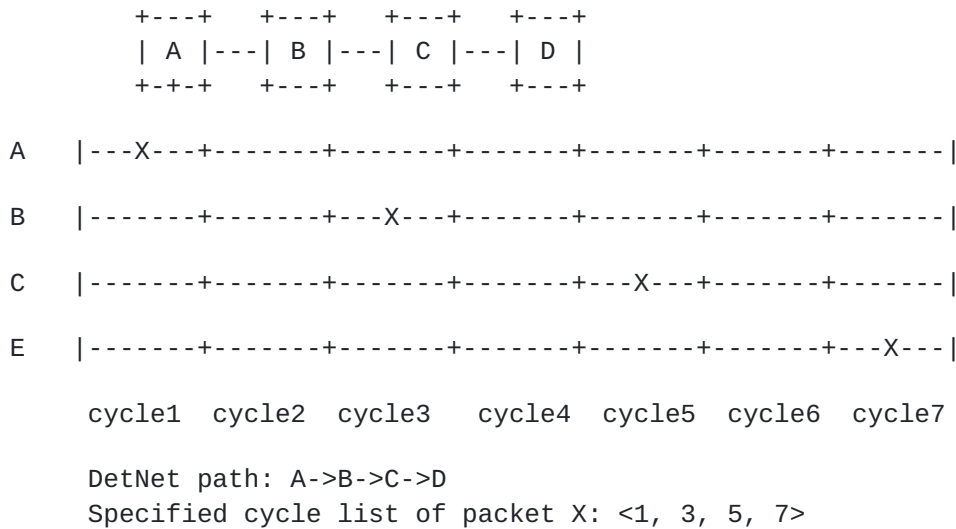 +---+   +---+   +---+   +---+
        | A |---| B |---| C |---| D |
        +-+-+   +---+   +---+   +---+

A   |---X---+-------+-------+-------+-------+-------+-------|

B   |-------+-------+---X---+-------+-------+-------+-------|

C   |-------+-------+-------+-------+---X---+-------+-------|

E   |-------+-------+-------+-------+-------+-------+---X---|

     cycle1  cycle2  cycle3   cycle4  cycle5  cycle6  cycle7

     DetNet path: A->B->C->D
     Specified cycle list of packet X: <1, 3, 5, 7>